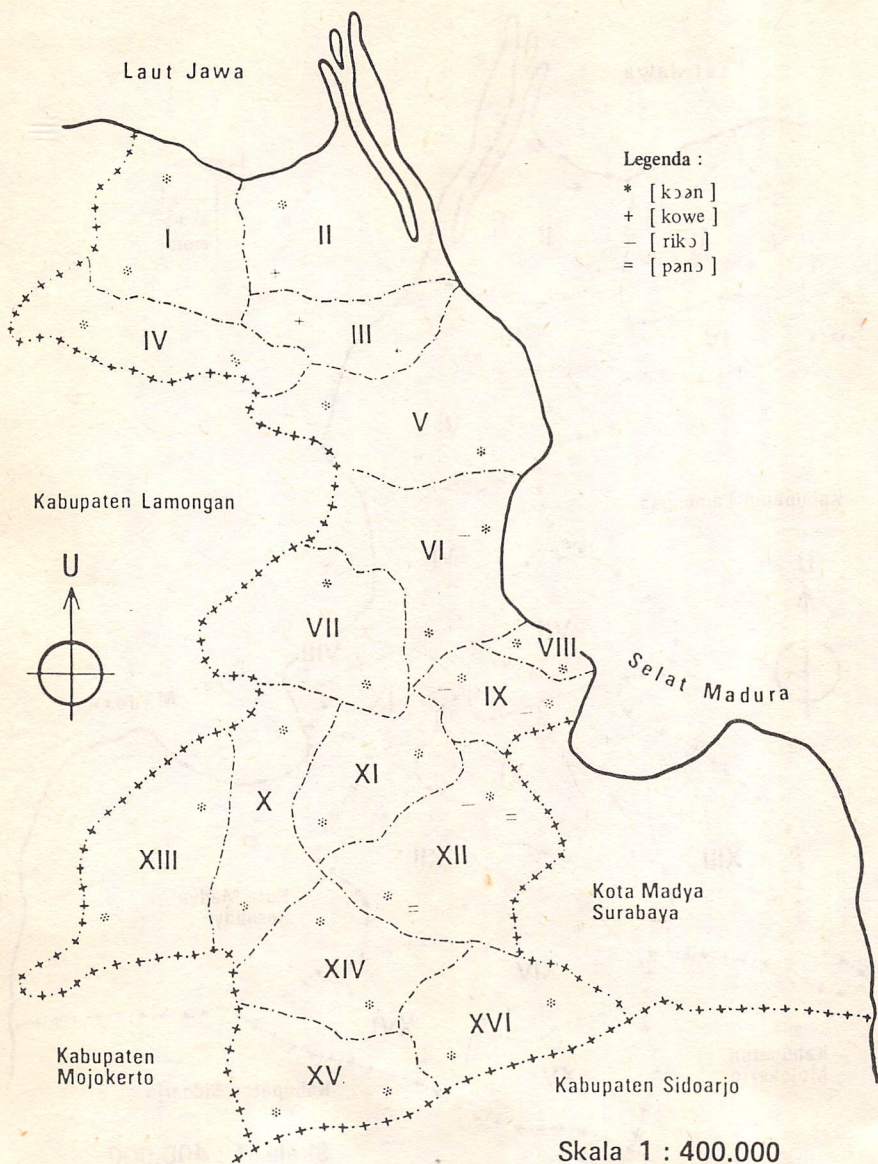 Laut Jawa
Legenda :
* [ kɔən ]
+ [ kowe ]
– [ rikɔ ]
= [ pənɔ ]
I
II
III
IV
V
Kabupaten Lamongan
U
VI
VII
VIII
Selat Madura
IX
X
XI
XII
XIII
Kota Madya
Surabaya
XIV
XVI
Kabupaten
Mojokerto
XV
Kabupaten Sidoarjo
Skala 1 : 400.000